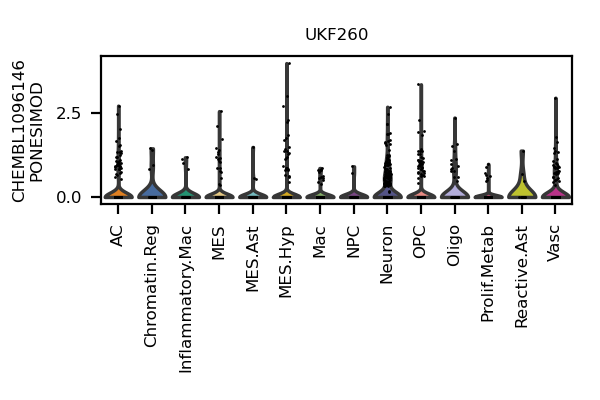 UKF260
CHEMBL1096146
PONESIMOD
2.5
0.0
AC
Chromatin.Reg
Inflammatory.Mac
MES
MES.Ast
MES.Hyp
Mac
NPC
Neuron
OPC
Oligo
Prolif.Metab
Reactive.Ast
Vasc